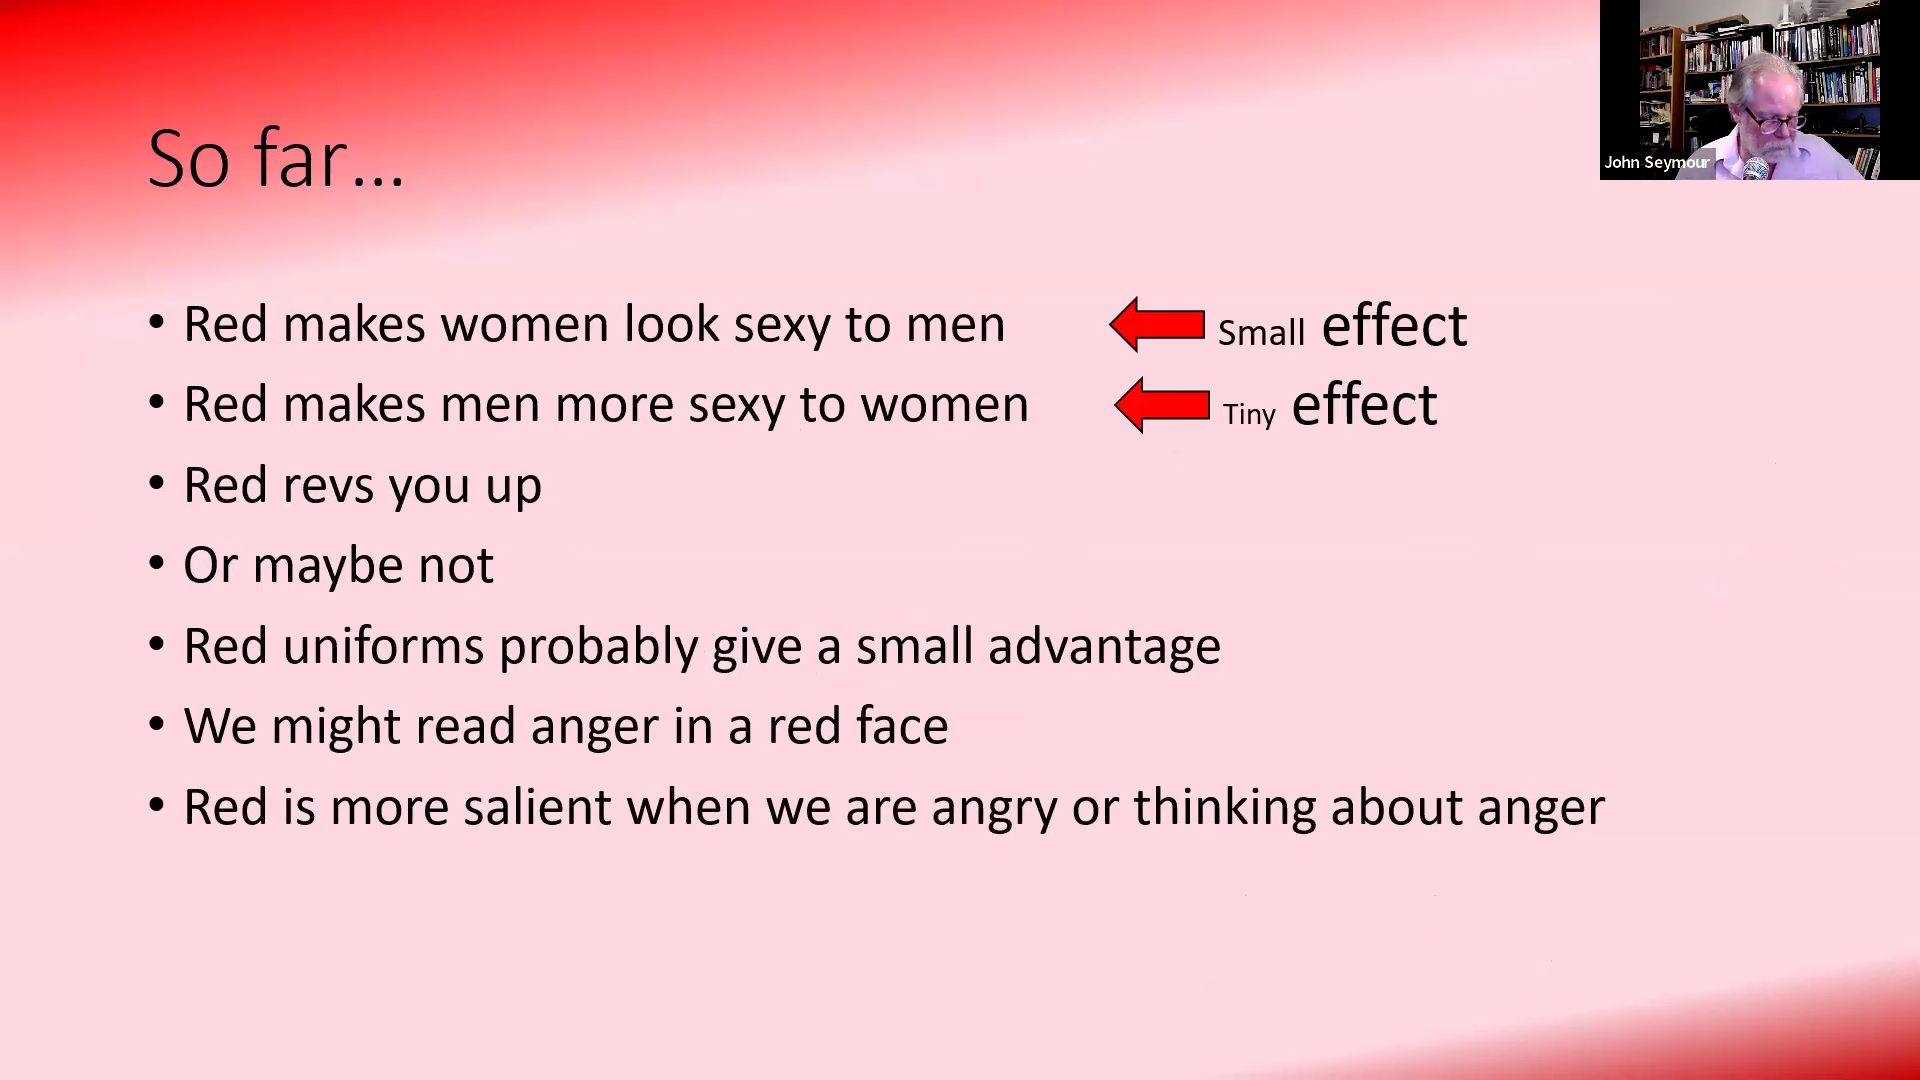 So far…
John Seymour
• Red makes women look sexy to men
Small effect
• Red makes men more sexy to women
Tiny effect
• Red revs you up
• Or maybe not
• Red uniforms probably give a small advantage
• We might read anger in a red face
• Red is more salient when we are angry or thinking about anger